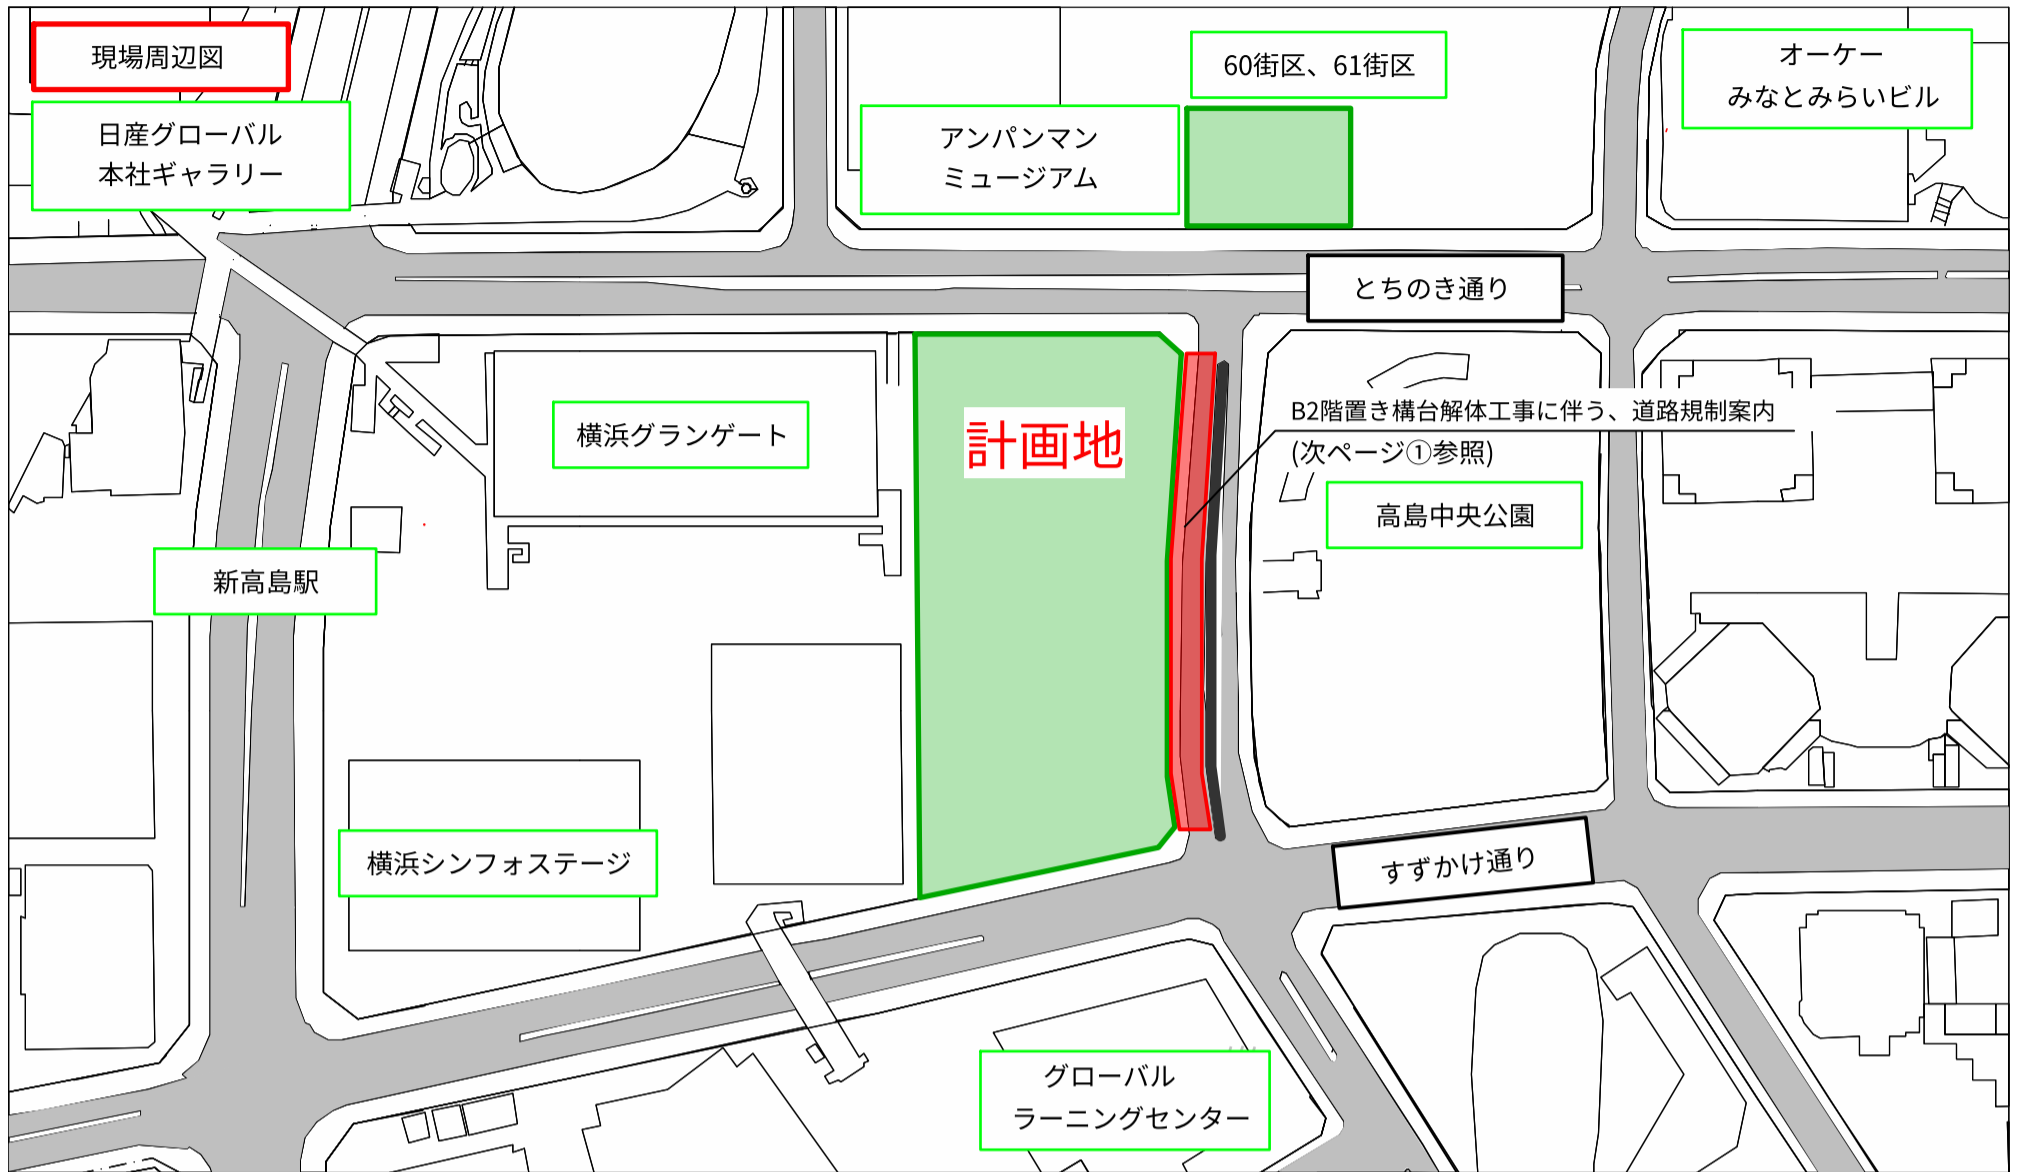 現場周辺図
日産グローバル
本社ギャラリー
アンパンマン
ミュージアム
60街区、61街区
オーケー
みなとみらいビル
とちのき通り
横浜グランゲート
計画地
B2階置き構台解体工事に伴う、道路規制案内
(次ページ①参照)
高島中央公園
新高島駅
横浜シンフォステージ
すずかけ通り
グローバル
ラーニングセンター